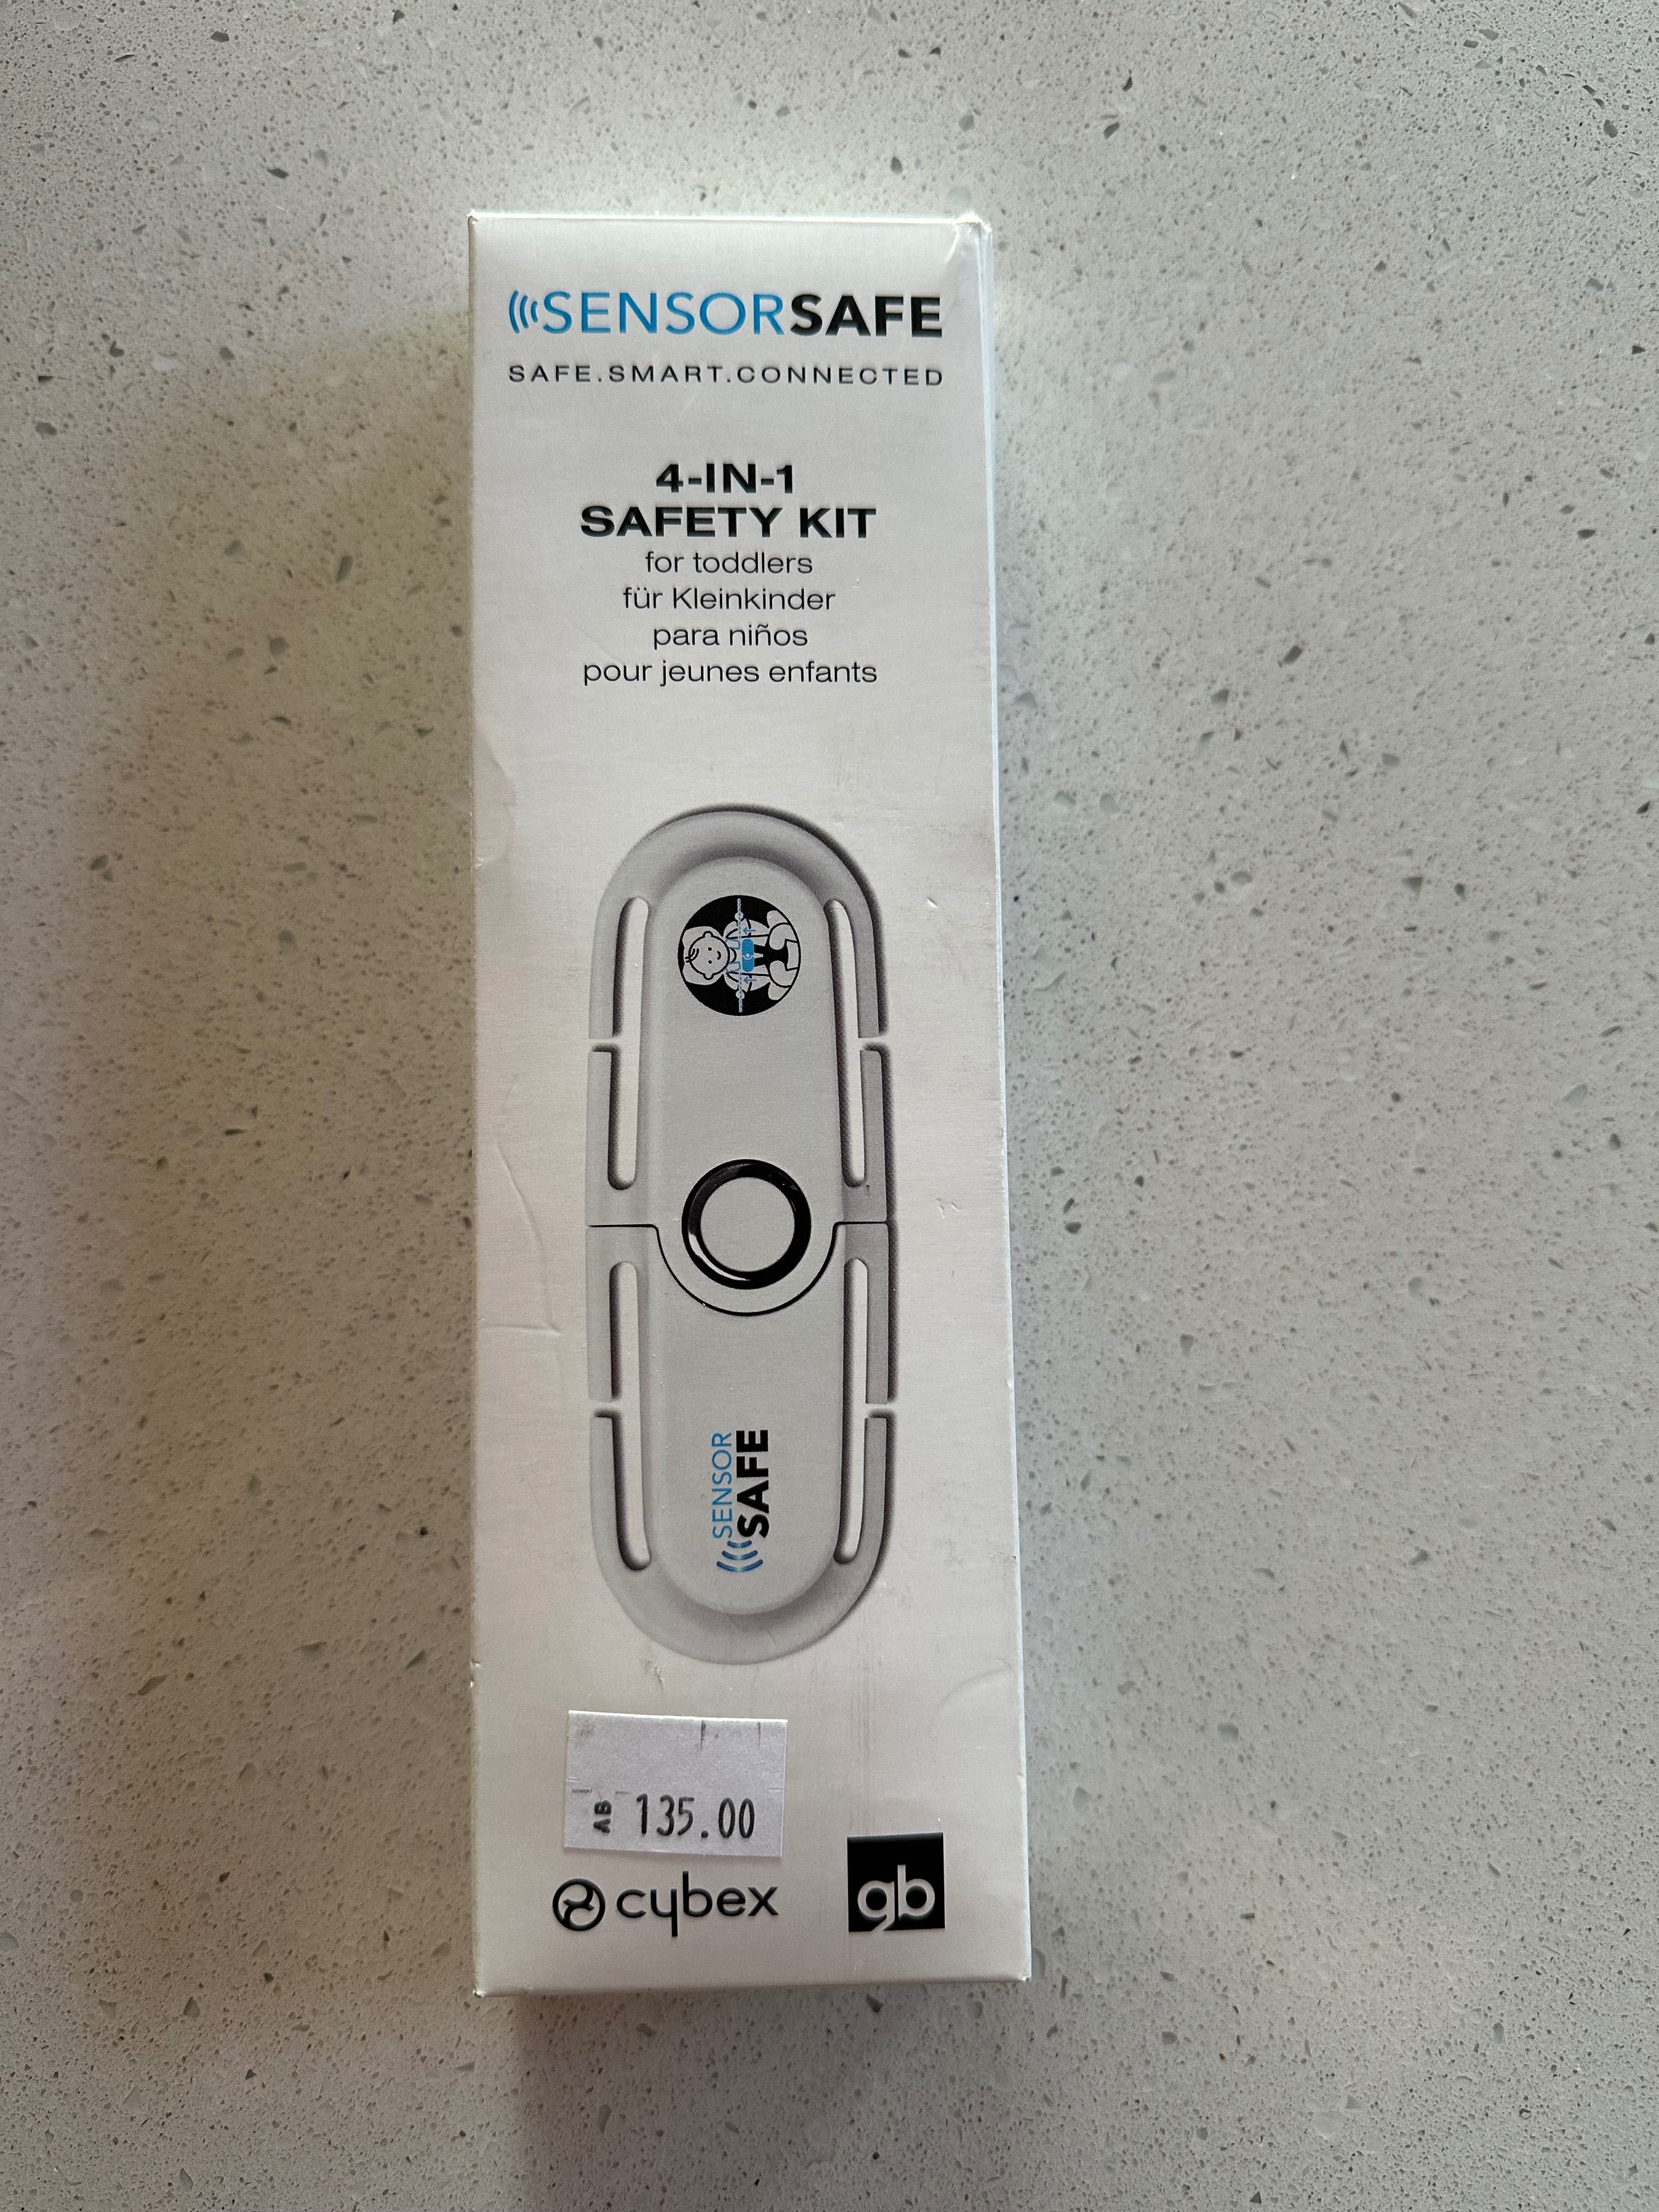 SENSORSAFE
SAFE.SMART.CONNECTED
4-IN-1
SAFETY KIT
for toddlers
für Kleinkinder
para niños
pour jeunes enfants
SENSOR
SAFE
AB 135.00
cybex
gb